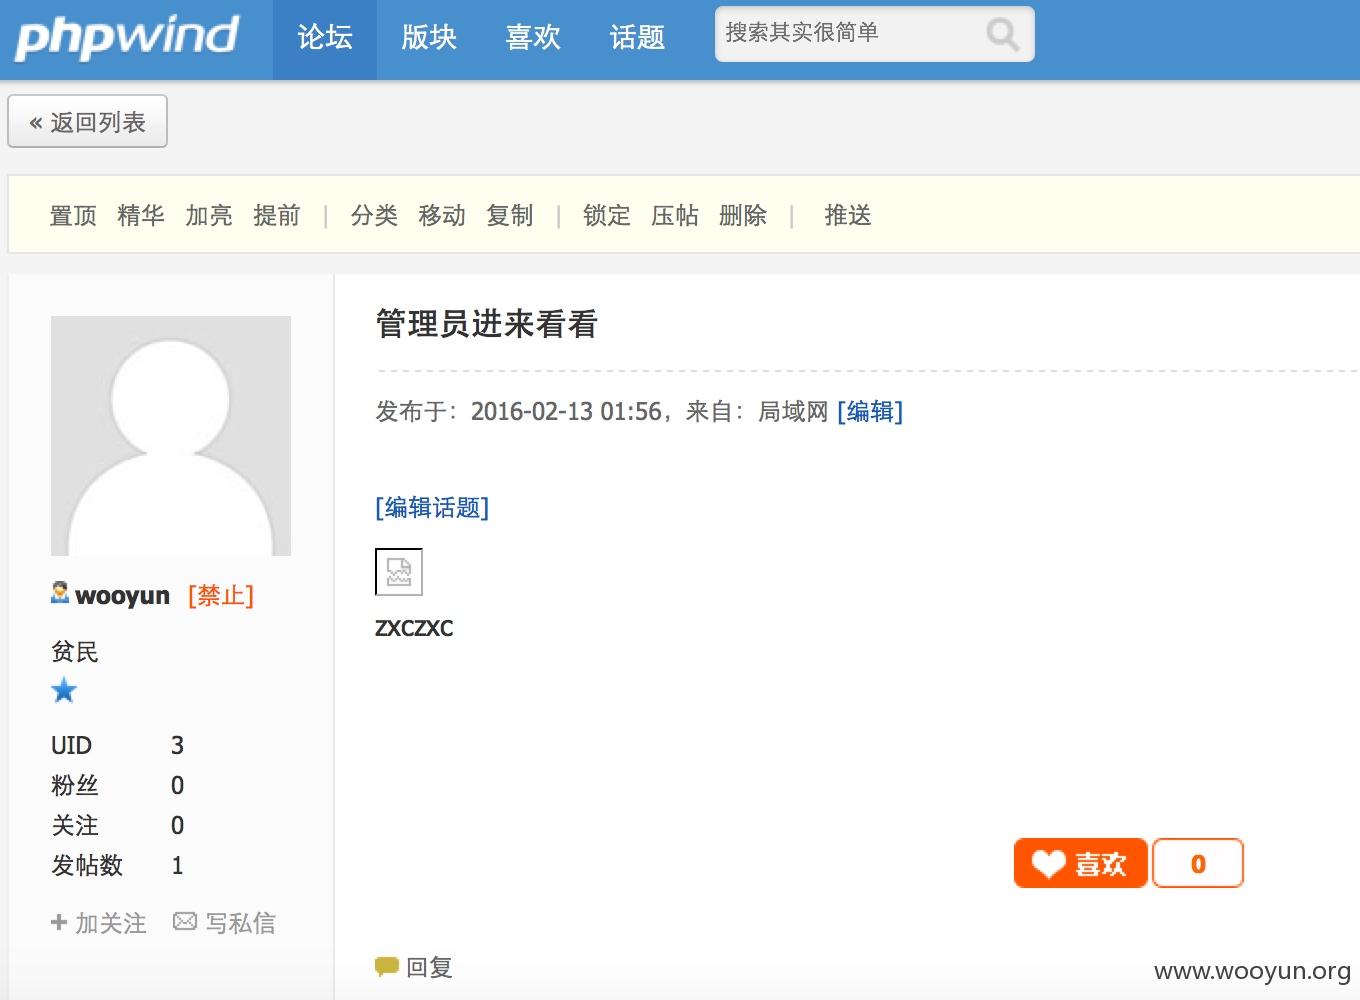 phpwind 论坛 版块 喜欢 话题 搜索其实很简单
« 返回列表
置顶 精华 加亮 提前 | 分类 移动 复制 | 锁定 压帖 删除 | 推送
管理员进来看看
发布于：2016-02-13 01:56，来自：局域网 [编辑]
[编辑话题]
zxczxc
wooyun [禁止]
贫民
UID 3
粉丝 0
关注 0
发帖数 1
加关注 写私信
喜欢 0
回复
www.wooyun.org